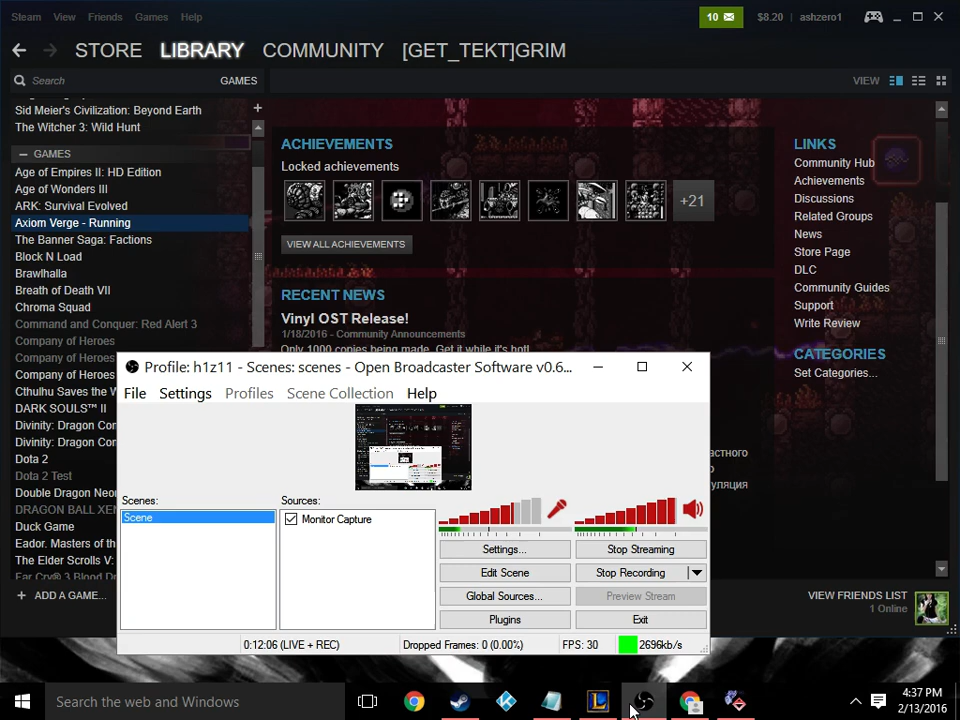 Steam View Friends Games Help
10 $8.20 ashzero1
STORE LIBRARY COMMUNITY [GET_TEKT]GRIM
Search GAMES
VIEW
Sid Meier's Civilization: Beyond Earth
The Witcher 3: Wild Hunt
GAMES
Age of Empires II: HD Edition
Age of Wonders III
ARK: Survival Evolved
Axiom Verge - Running
The Banner Saga: Factions
Block N Load
Brawlhalla
Breath of Death VII
Chroma Squad
Command and Conquer: Red Alert 3
Company of Heroes
Company of Heroes
Company of Heroes
Cthulhu Saves the W
DARK SOULS™ II
Divinity: Dragon Con
Divinity: Dragon Con
Dota 2
Dota 2 Test
Double Dragon Neo
DRAGON BALL XEN
Duck Game
Eador. Masters of th
The Elder Scrolls V:
Far Cry® 3 Blood D
ADD A GAME...
ACHIEVEMENTS
Locked achievements
+21
VIEW ALL ACHIEVEMENTS
RECENT NEWS
Vinyl OST Release!
1/18/2016 - Community Announcements
Only 1000 copies being made. Get it while it's hot!
LINKS
Community Hub
Achievements
Discussions
Related Groups
News
Store Page
DLC
Community Guides
Support
Write Review
CATEGORIES
Set Categories...
астного
уляция
VIEW FRIENDS LIST
1 Online
Profile: h1z11 - Scenes: scenes - Open Broadcaster Software v0.6...
File Settings Profiles Scene Collection Help
Scenes:
Scene
Sources:
Monitor Capture
Settings... Stop Streaming
Edit Scene Stop Recording
Global Sources... Preview Stream
Plugins Exit
0:12:06 (LIVE + REC) Dropped Frames: 0 (0.00%) FPS: 30 2696kb/s
Search the web and Windows
4:37 PM
2/13/2016